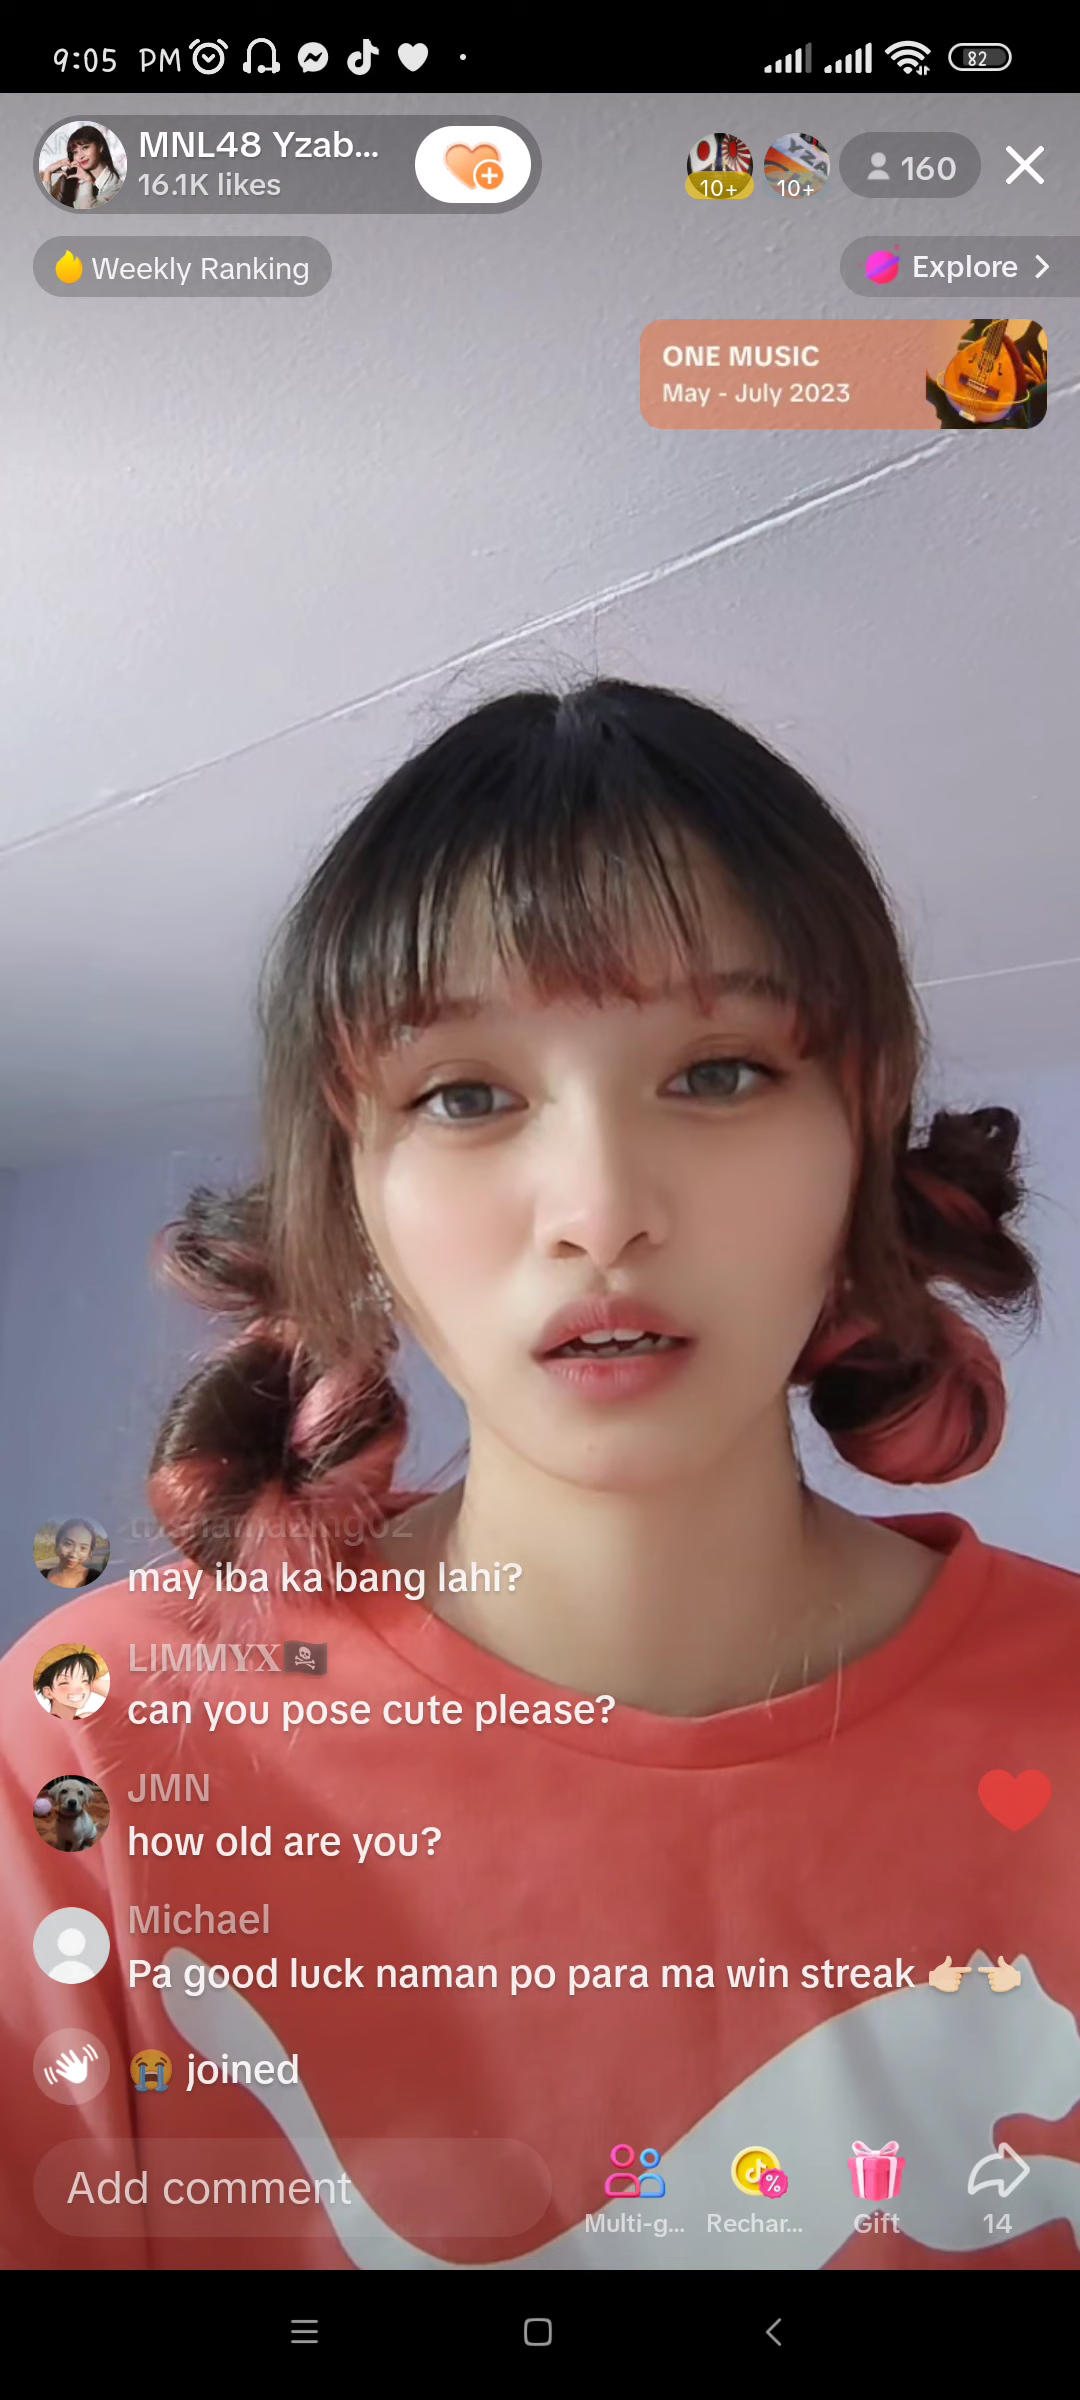 9:05 PM
82
MNL48 Yzab...
16.1K likes
10+
10+
160
YZA
Weekly Ranking
Explore
ONE MUSIC
May - July 2023
may iba ka bang lahi?
LIMMYX
can you pose cute please?
JMN
how old are you?
Michael
Pa good luck naman po para ma win streak 👉🏻👈🏻
😭 joined
Add comment
Multi-g...
Rechar...
Gift
14